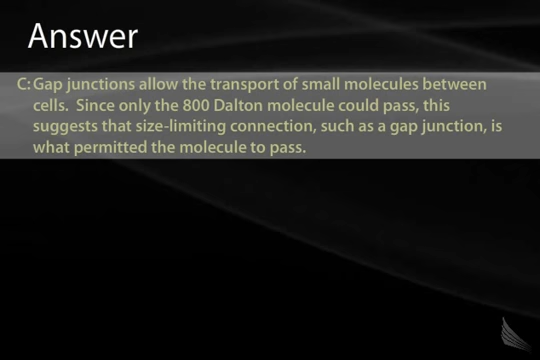 Answer
C: Gap junctions allow the transport of small molecules between
cells. Since only the 800 Dalton molecule could pass, this
suggests that size-limiting connection, such as a gap junction, is
what permitted the molecule to pass.